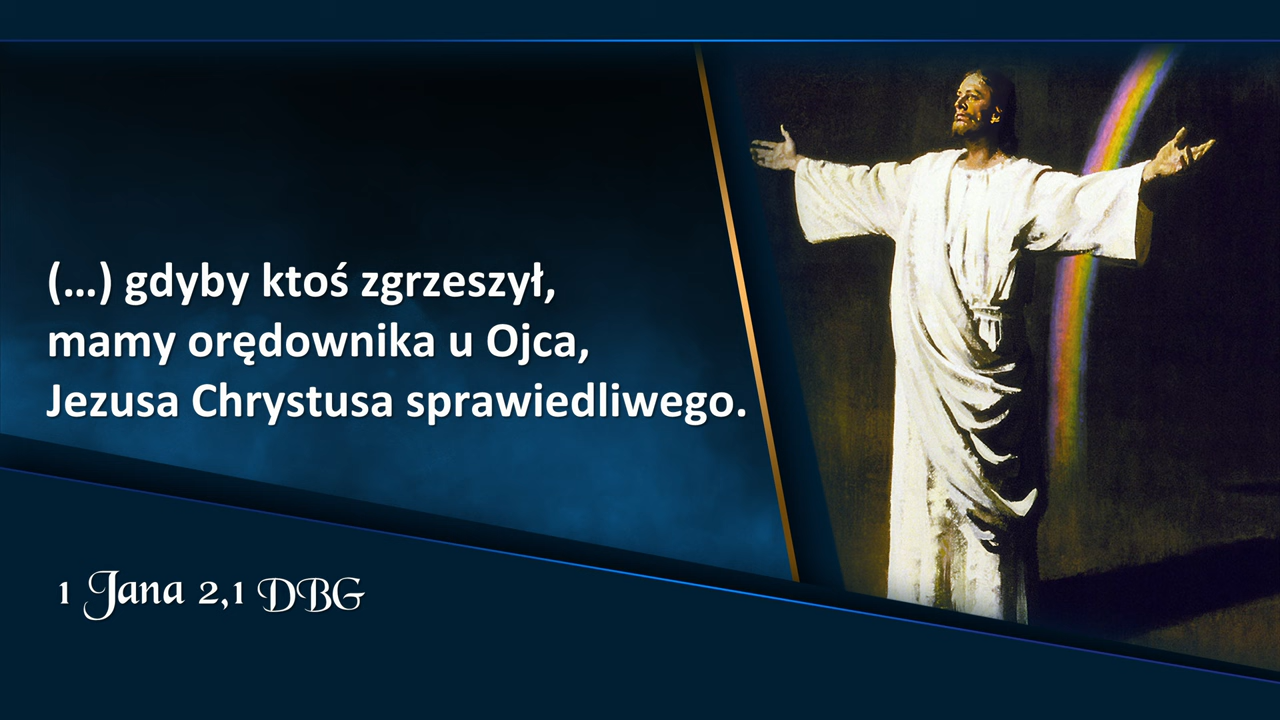 (...) gdyby ktoś zgrzeszył,
mamy orędownika u Ojca,
Jezusa Chrystusa sprawiedliwego.
1 Jana 2,1 DBG